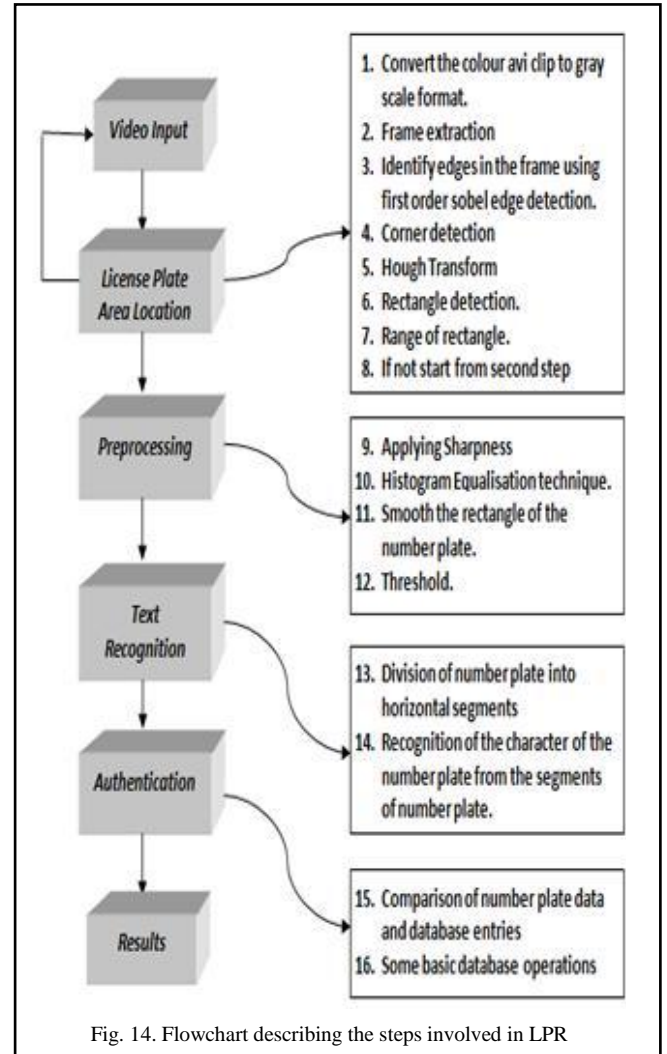 Video Input
License Plate
Area Location
Preprocessing
Text
Recognition
Authentication
Results
1. Convert the colour avi clip to gray
scale format.
2. Frame extraction
3. Identify edges in the frame using
first order sobel edge detection.
4. Corner detection
5. Hough Transform
6. Rectangle detection.
7. Range of rectangle.
8. If not start from second step
9. Applying Sharpness
10. Histogram Equalisation technique.
11. Smooth the rectangle of the
number plate.
12. Threshold.
13. Division of number plate into
horizontal segments
14. Recognition of the character of the
number plate from the segments
of number plate.
15. Comparison of number plate data
and database entries
16. Some basic database operations
Fig. 14. Flowchart describing the steps involved in LPR